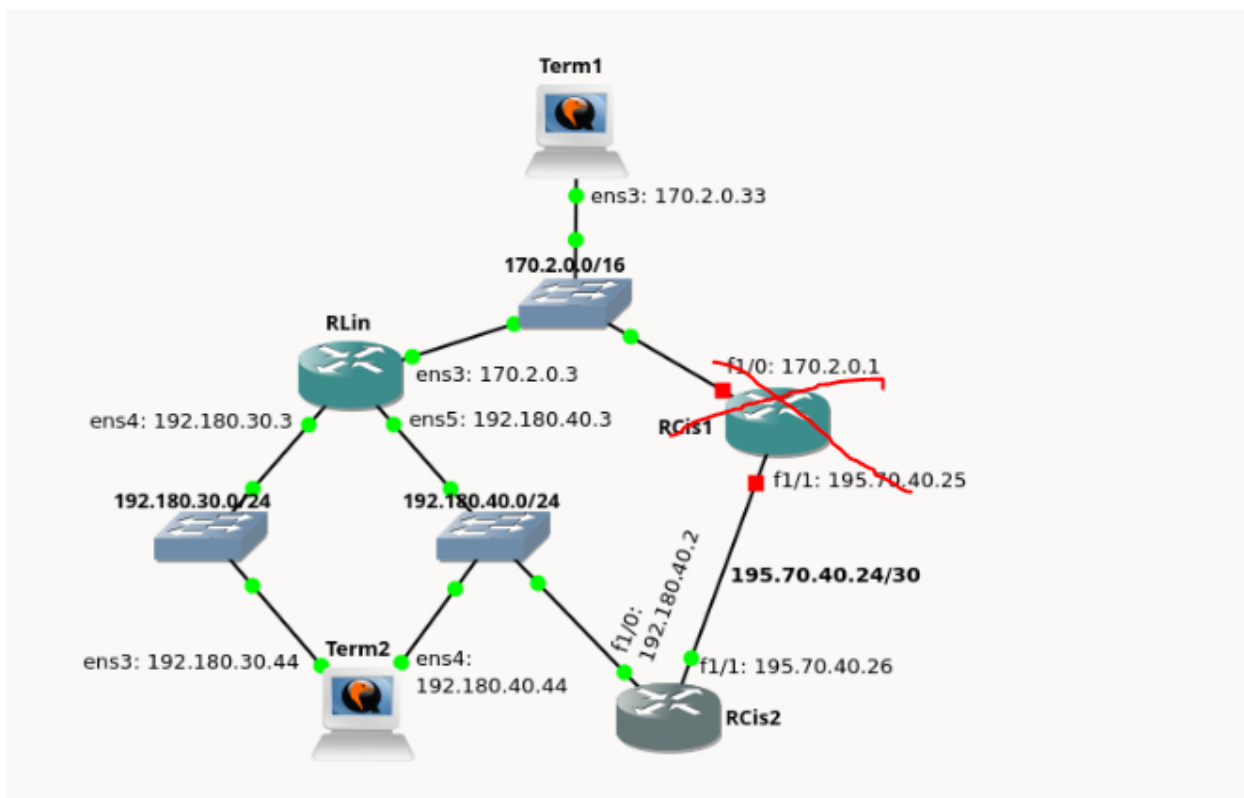 Term1
ens3: 170.2.0.33
170.2.0.0/16
RLin
ens3: 170.2.0.3
f1/0: 170.2.0.1
RCis1
ens4: 192.180.30.3
ens5: 192.180.40.3
f1/1: 195.70.40.25
192.180.30.0/24
192.180.40.0/24
f1/0:
192.180.40.2
195.70.40.24/30
Term2
ens3: 192.180.30.44
ens4:
192.180.40.44
f1/1: 195.70.40.26
RCis2